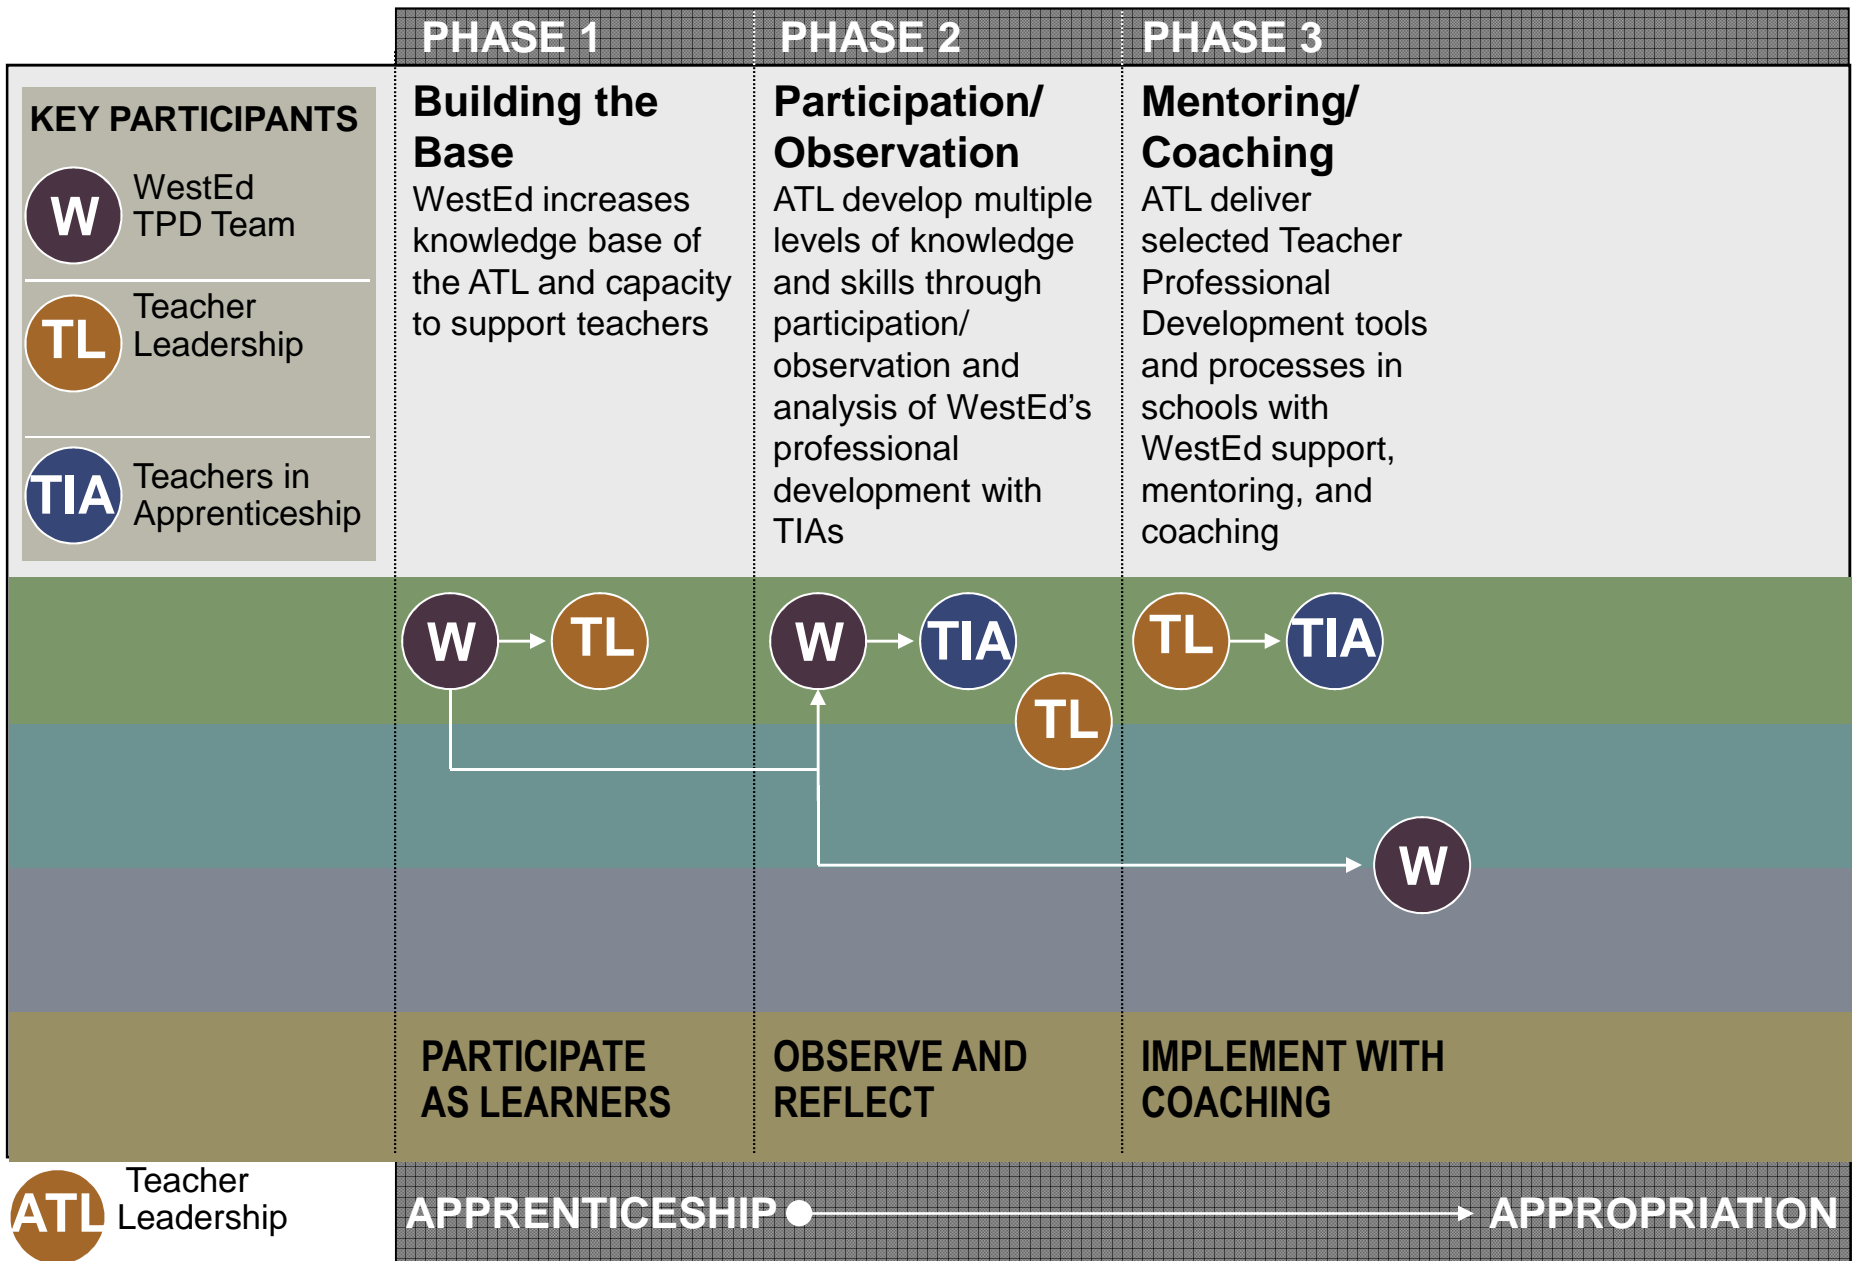 PHASE 1
PHASE 2
PHASE 3
KEY PARTICIPANTS
W
WestEd
TPD Team
TL
Teacher
Leadership
TIA
Teachers in
Apprenticeship
Building the
Base
WestEd increases
knowledge base of
the ATL and capacity
to support teachers
Participation/
Observation
ATL develop multiple
levels of knowledge
and skills through
participation/
observation and
analysis of WestEd’s
professional
development with
TIAs
Mentoring/
Coaching
ATL deliver
selected Teacher
Professional
Development tools
and processes in
schools with
WestEd support,
mentoring, and
coaching
W
TL
W
TIA
TL
TL
TIA
W
PARTICIPATE
AS LEARNERS
OBSERVE AND
REFLECT
IMPLEMENT WITH
COACHING
ATL
Teacher
Leadership
APPRENTICESHIP
APPROPRIATION